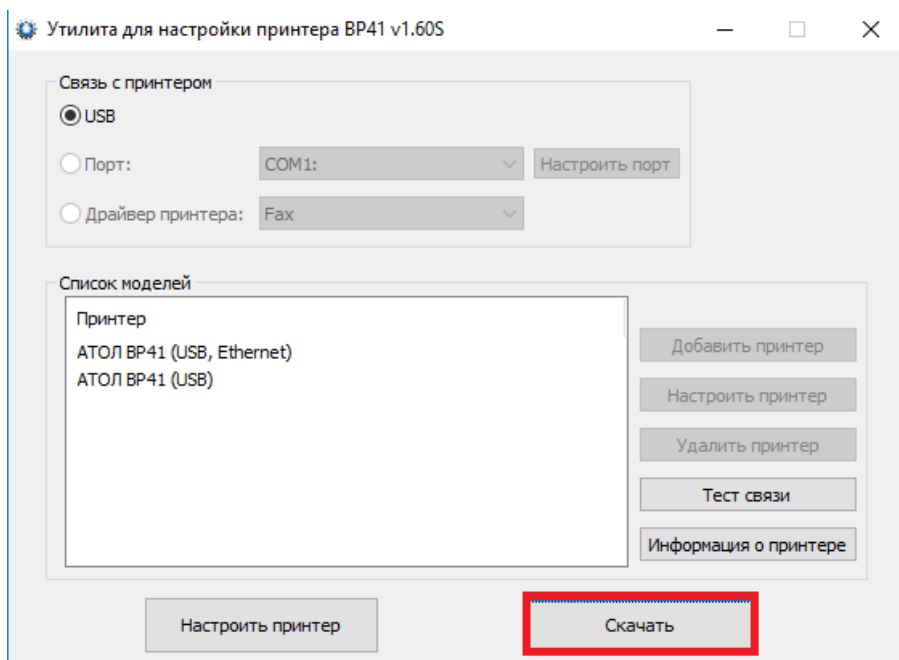 Утилита для настройки принтера BP41 v1.60S
Связь с принтером
USB
Порт:
COM1:
Настроить порт
Драйвер принтера:
Fax
Список моделей
Принтер
АТОЛ BP41 (USB, Ethernet)
АТОЛ BP41 (USB)
Добавить принтер
Настроить принтер
Удалить принтер
Тест связи
Информация о принтере
Настроить принтер
Скачать